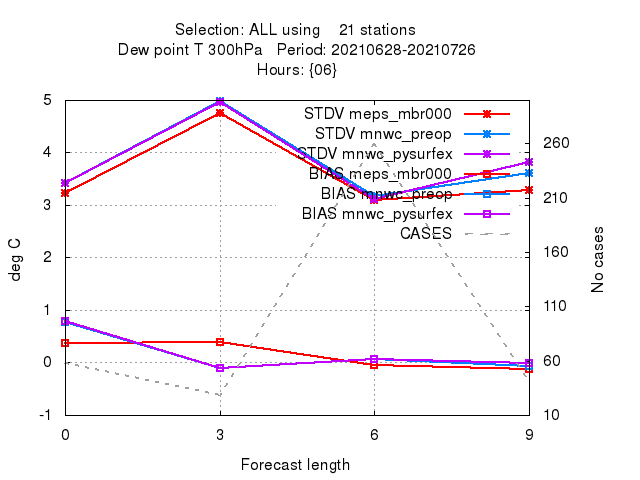 Selection: ALL using 21 stations
Dew point T 300hPa Period: 20210628-20210726
Hours: {06}
STDV meps_mbr000
STDV mnwc_preop
STDV mnwc_pysurfex
BIAS meps_mbr000
BIAS mnwc_preop
BIAS mnwc_pysurfex
CASES
5
4
3
2
1
0
-1
deg C
260
210
160
110
60
10
No cases
0 3 6 9
Forecast length